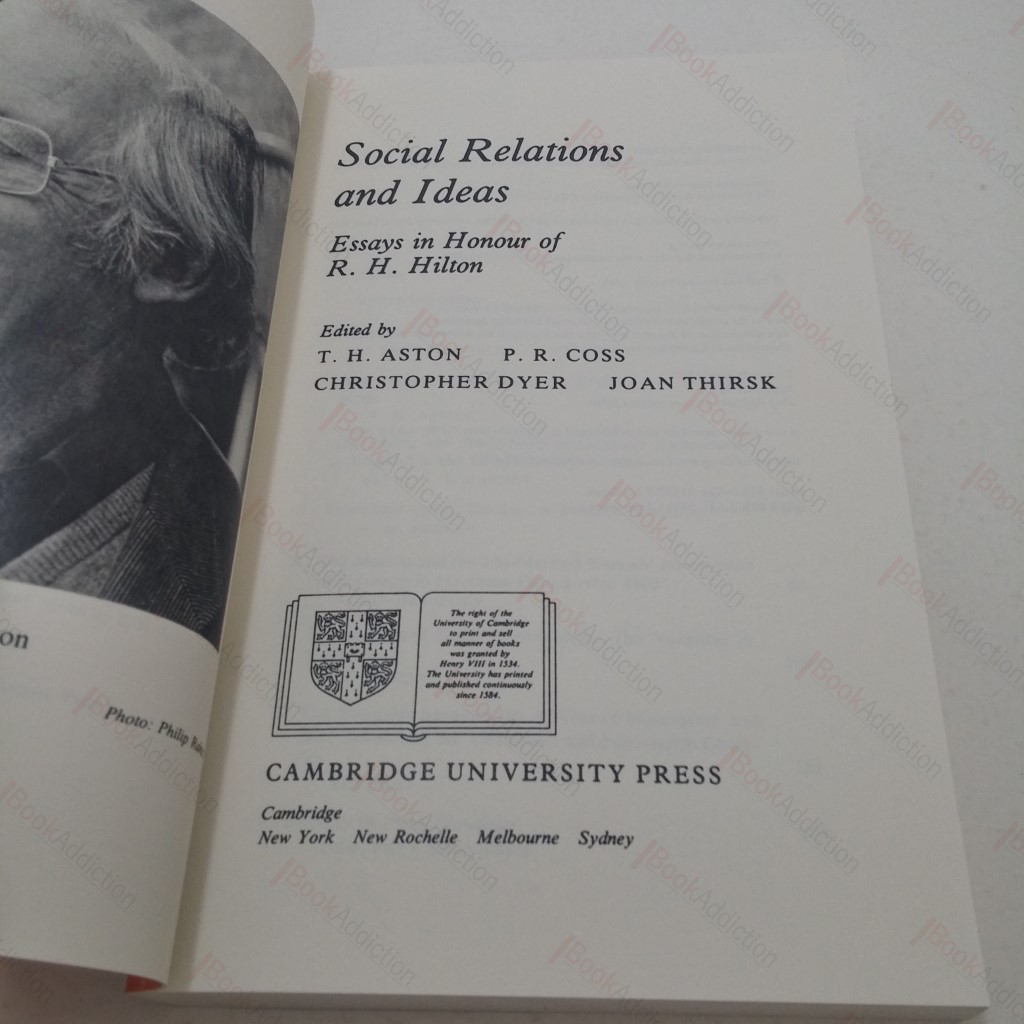 on
Photo: Philip
Social Relations
and Ideas
Essays in Honour of
R. H. Hilton
Edited by
T. H. ASTON P. R. COSS
CHRISTOPHER DYER JOAN THIRSK
The right of the
University of Cambridge
to print and sell
all manner of books
was granted by
Henry VIII in 1534.
The University has printed
and published continuously
since 1584.
CAMBRIDGE UNIVERSITY PRESS
Cambridge
New York New Rochelle Melbourne Sydney
BookAddiction